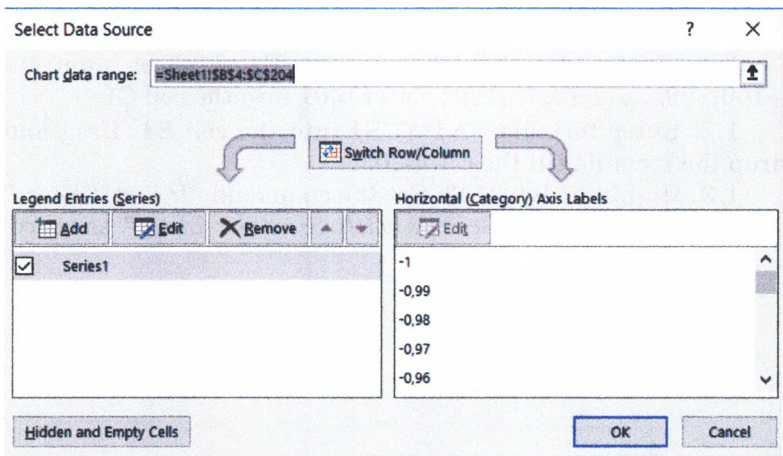 Select Data Source ? ×
Chart data range: =Sheet1!$B$4:$C$204
Switch Row/Column
Legend Entries (Series)
Horizontal (Category) Axis Labels
Add Edit Remove
Edit
Series1
-1
-0,99
-0,98
-0,97
-0,96
Hidden and Empty Cells
OK Cancel